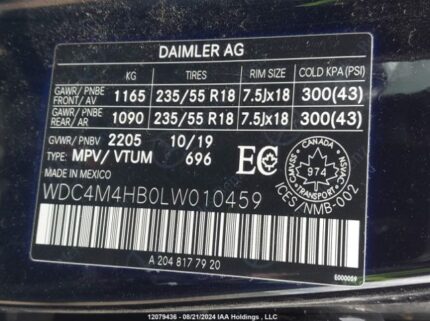 DAIMLER AG
KG TIRES RIM SIZE COLD KPA (PSI)
GAWR / PNBE FRONT / AV 1165 235/55 R18 7.5Jx18 300(43)
GAWR / PNBE REAR / AR 1090 235/55 R18 7.5Jx18 300(43)
GVWR / PNBV 2205 10/19
TYPE: MPV/ VTUM 696
MADE IN MEXICO
EC
CMVSS CANADA NSVAC
974
TRANSPORT
ICES/NMB-002
WDC4M4HB0LW010459
A 204 817 79 20
E000059
12079436 - 08/21/2024 IAA Holdings , LLC